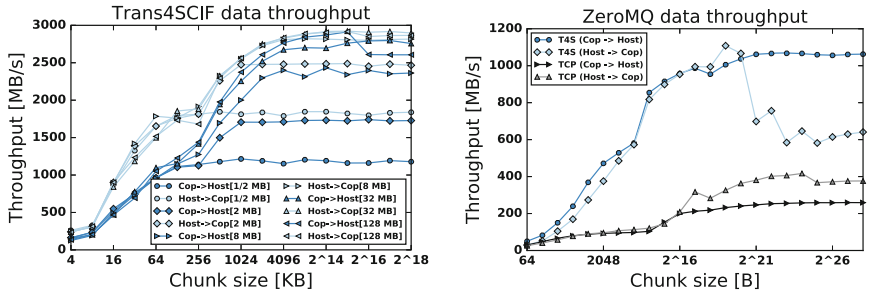 Trans4SCIF data throughput
Throughput [MB/s]
3000
2500
2000
1500
1000
500
0
Cop->Host[1/2 MB]
Host->Cop[1/2 MB]
Cop->Host[2 MB]
Host->Cop[2 MB]
Cop->Host[8 MB]
Host->Cop[8 MB]
Cop->Host[32 MB]
Host->Cop[32 MB]
Cop->Host[128 MB]
Host->Cop[128 MB]
4 16 64 256 1024 4096 2^14 2^16 2^18
Chunk size [KB]
ZeroMQ data throughput
Throughput [MB/s]
1200
1000
800
600
400
200
0
T4S (Cop -> Host)
T4S (Host -> Cop)
TCP (Cop -> Host)
TCP (Host -> Cop)
64 2048 2^16 2^21 2^26
Chunk size [B]